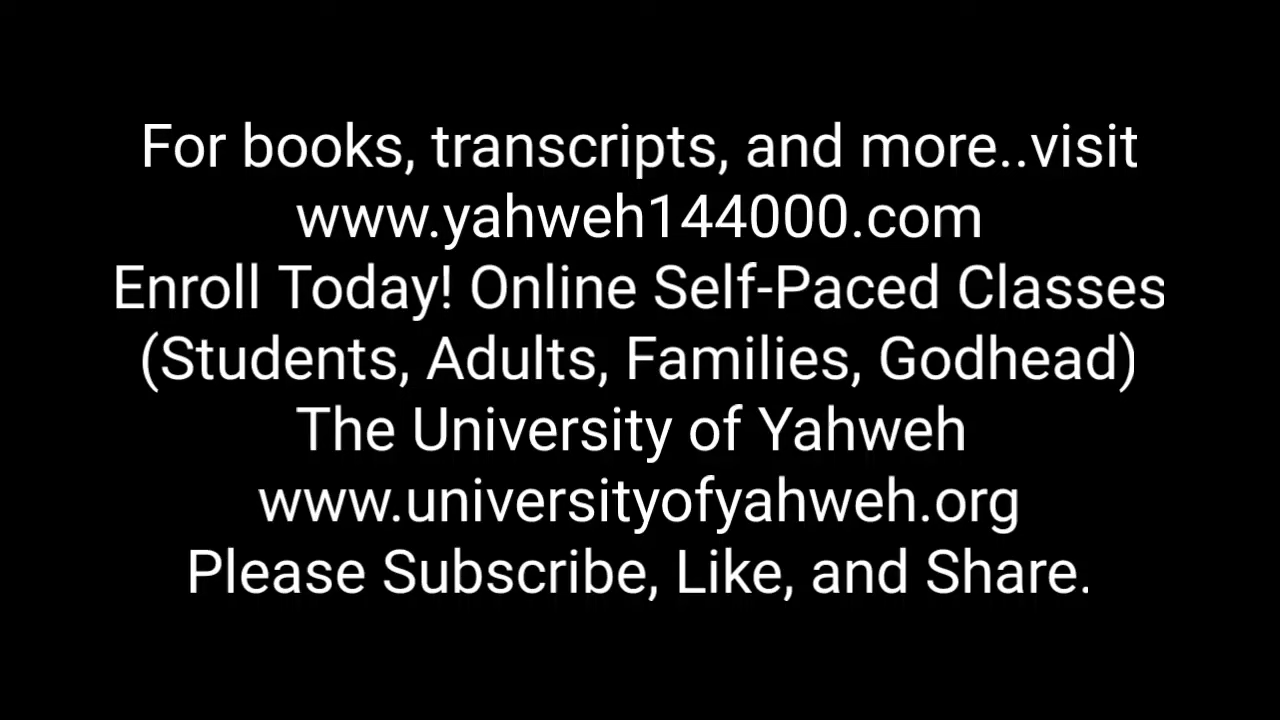 For books, transcripts, and more..visit
www.yahweh144000.com
Enroll Today! Online Self-Paced Classes
(Students, Adults, Families, Godhead)
The University of Yahweh
www.universityofyahweh.org
Please Subscribe, Like, and Share.